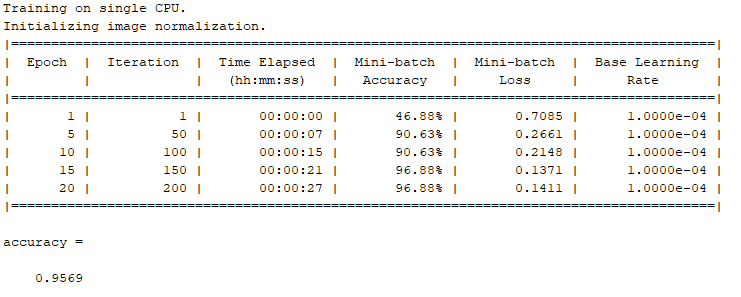 Training on single CPU.
Initializing image normalization.
|========================================================================================|
| Epoch | Iteration | Time Elapsed | Mini-batch | Mini-batch | Base Learning |
| | | (hh:mm:ss) | Accuracy | Loss | Rate |
|========================================================================================|
| 1 | 1 | 00:00:00 | 46.88% | 0.7085 | 1.0000e-04 |
| 5 | 50 | 00:00:07 | 90.63% | 0.2661 | 1.0000e-04 |
| 10 | 100 | 00:00:15 | 90.63% | 0.2148 | 1.0000e-04 |
| 15 | 150 | 00:00:21 | 96.88% | 0.1371 | 1.0000e-04 |
| 20 | 200 | 00:00:27 | 96.88% | 0.1411 | 1.0000e-04 |
|========================================================================================|
accuracy =
0.9569